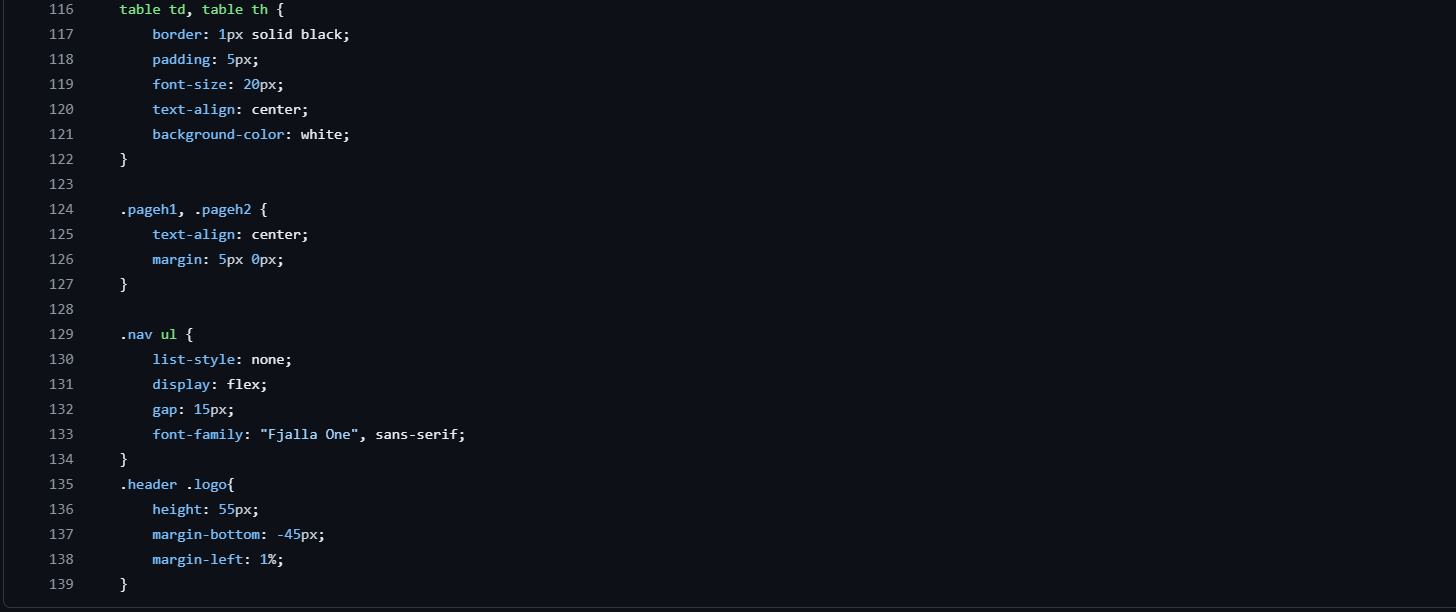 116 table td, table th {
117     border: 1px solid black;
118     padding: 5px;
119     font-size: 20px;
120     text-align: center;
121     background-color: white;
122 }
123
124 .pageh1, .pageh2 {
125     text-align: center;
126     margin: 5px 0px;
127 }
128
129 .nav ul {
130     list-style: none;
131     display: flex;
132     gap: 15px;
133     font-family: "Fjalla One", sans-serif;
134 }
135 .header .logo{
136     height: 55px;
137     margin-bottom: -45px;
138     margin-left: 1%;
139 }